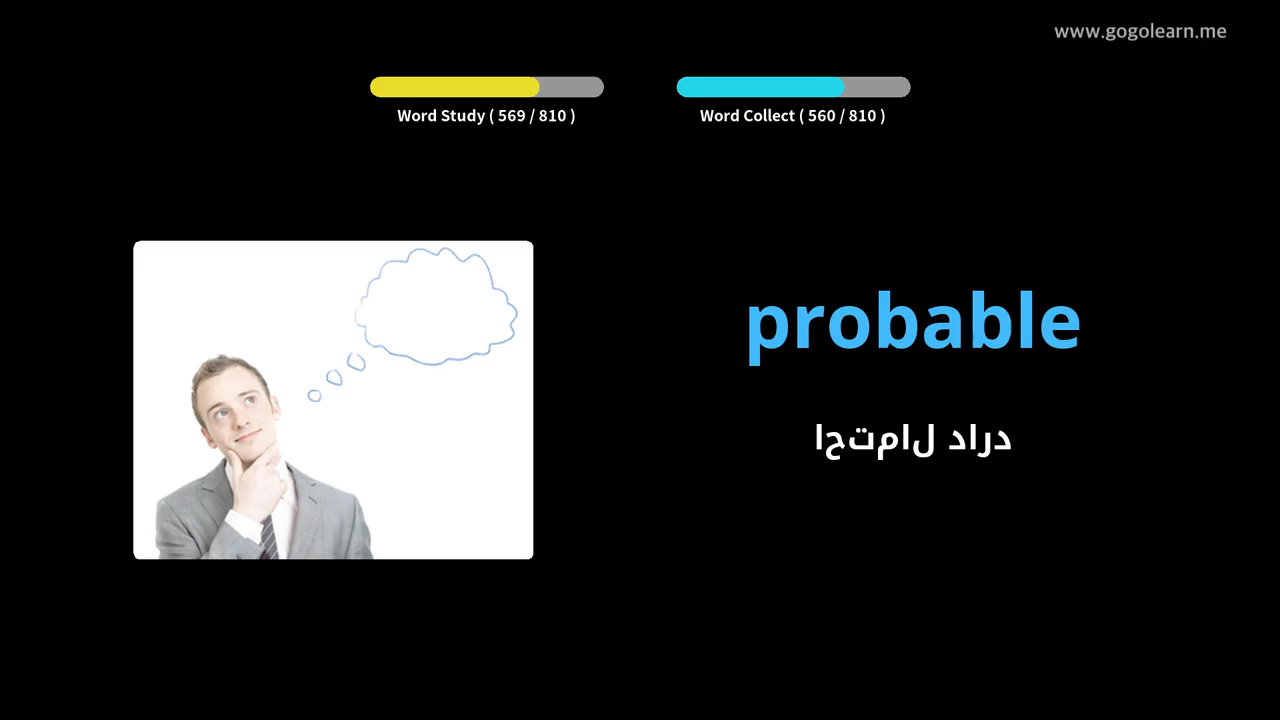 www.gogolearn.me
Word Study ( 569 / 810 )
Word Collect ( 560 / 810 )
probable
دراد لامتحا